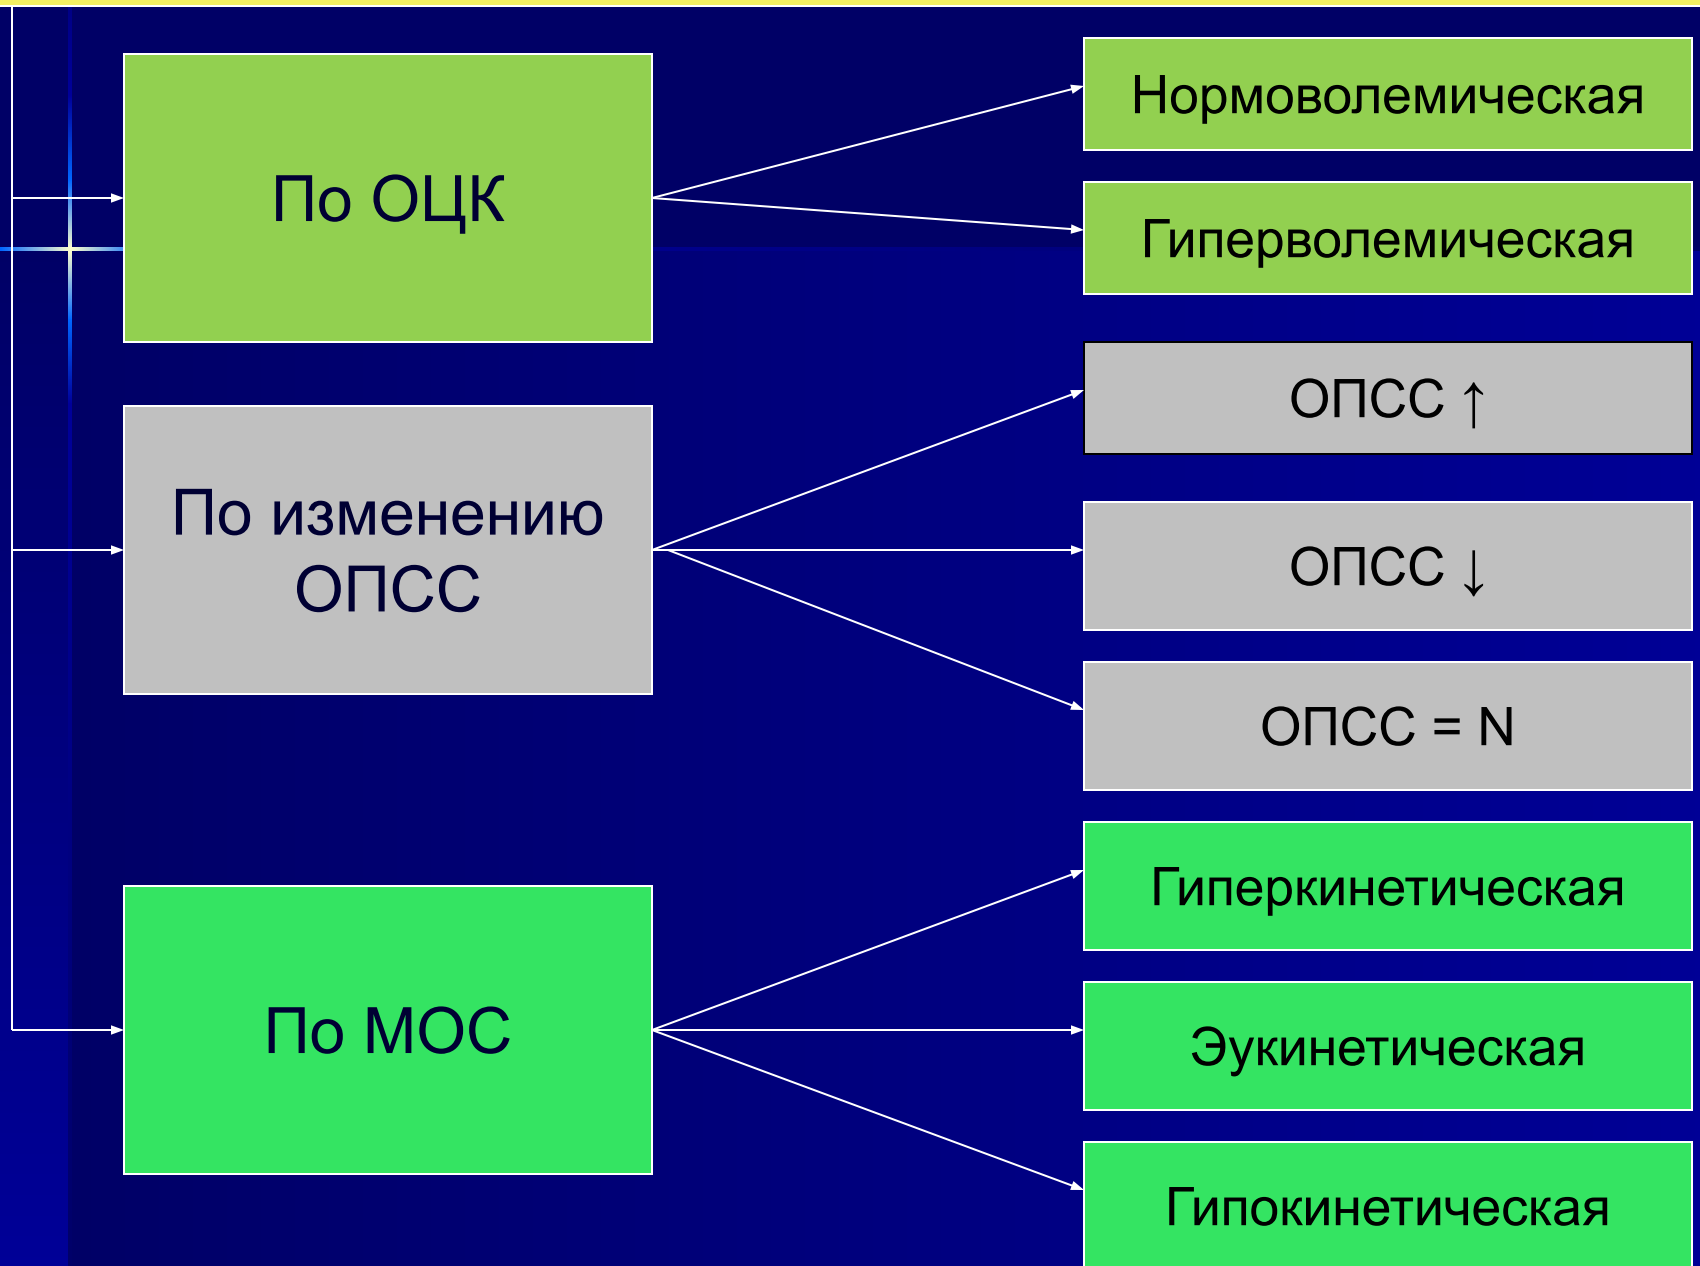 По ОЦК
Нормоволемическая
Гиперволемическая
По изменению
ОПСС
ОПСС ↑
ОПСС ↓
ОПСС = N
По МОС
Гиперкинетическая
Эукинетическая
Гипокинетическая